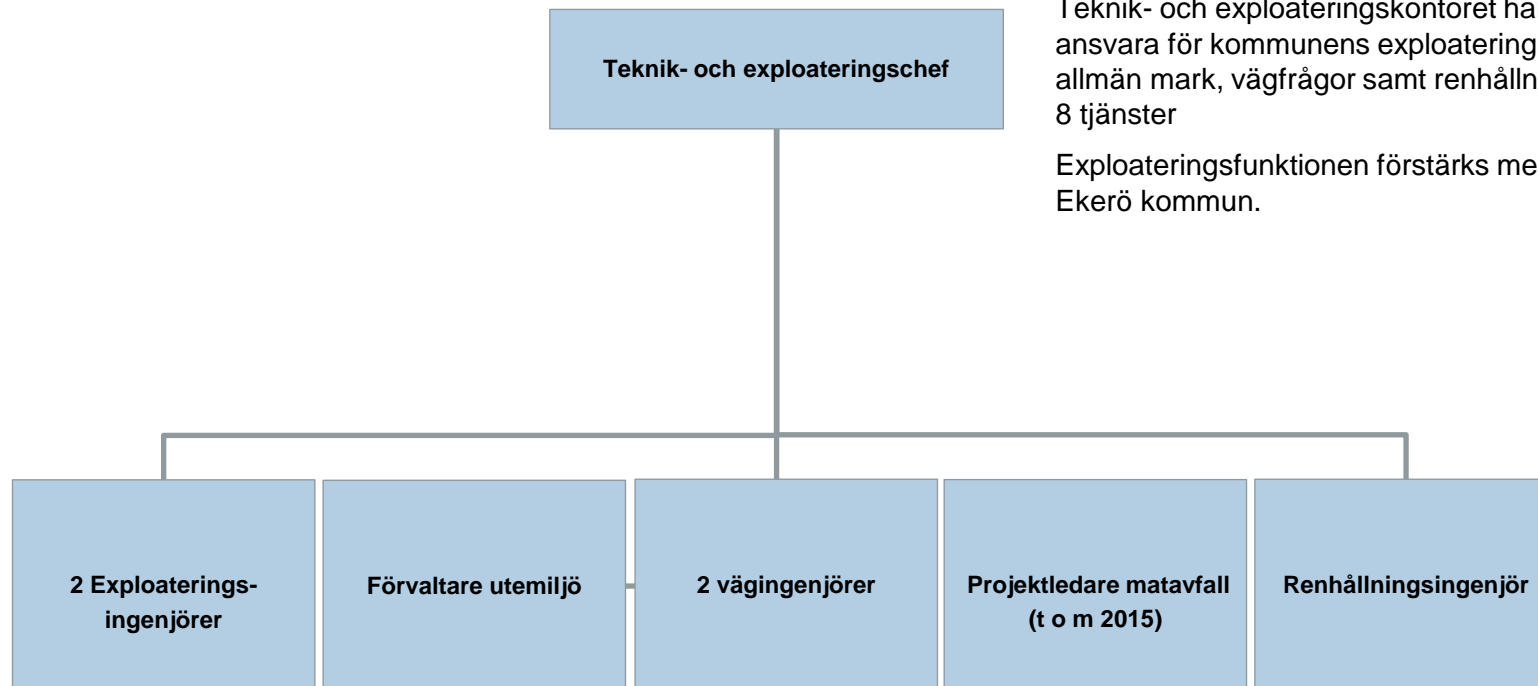 Teknik- och exploateringschef
Teknik- och exploateringskontoret ha
ansvara för kommunens exploatering
allmän mark, vägfrågor samt renhålln
8 tjänster
Exploateringsfunktionen förstärks me
Ekerö kommun.
2 Exploaterings-
ingenjörer
Förvaltare utemiljö
2 vägingenjörer
Projektledare matavfall
(t o m 2015)
Renhållningsingenjör